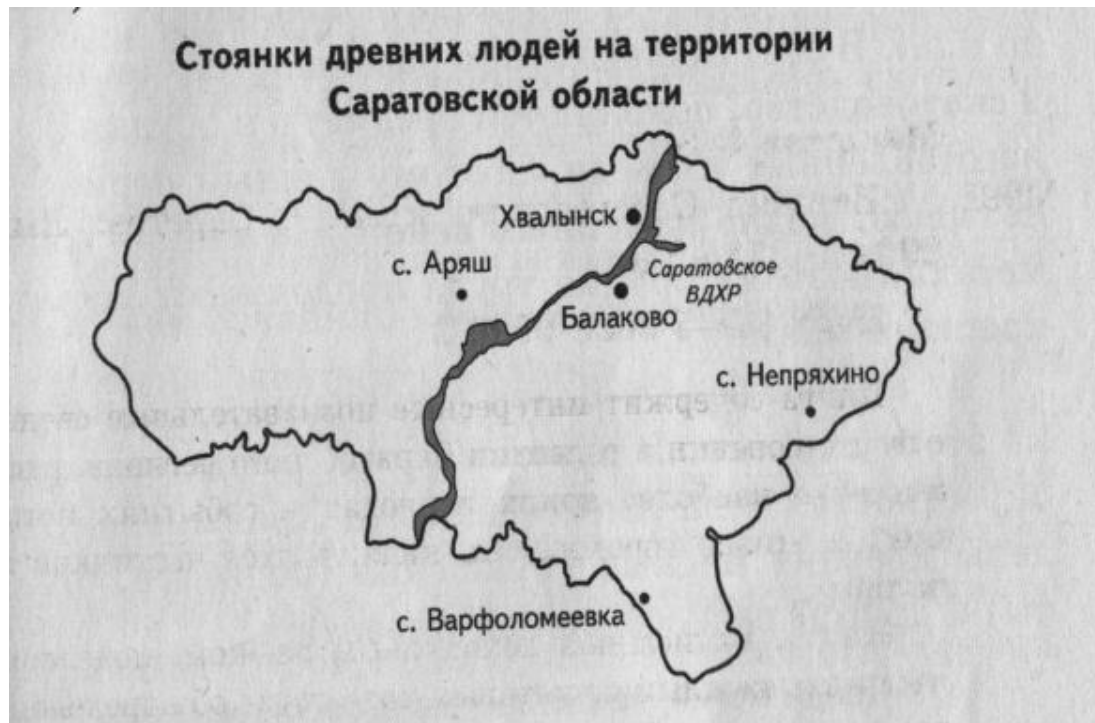 Стоянки древних людей на территории
Саратовской области
Хвалынск
с. Аряш
Саратовское
ВДХР
Балаково
с. Непряхино
с. Варфоломеевка